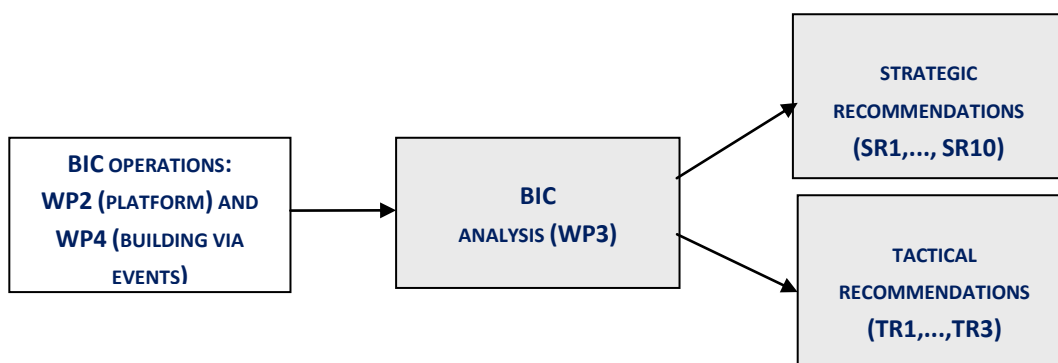 BIC OPERATIONS:
WP2 (PLATFORM) AND
WP4 (BUILDING VIA
EVENTS)
BIC
ANALYSIS (WP3)
STRATEGIC
RECOMMENDATIONS
(SR1,..., SR10)
TACTICAL
RECOMMENDATIONS
(TR1,...,TR3)